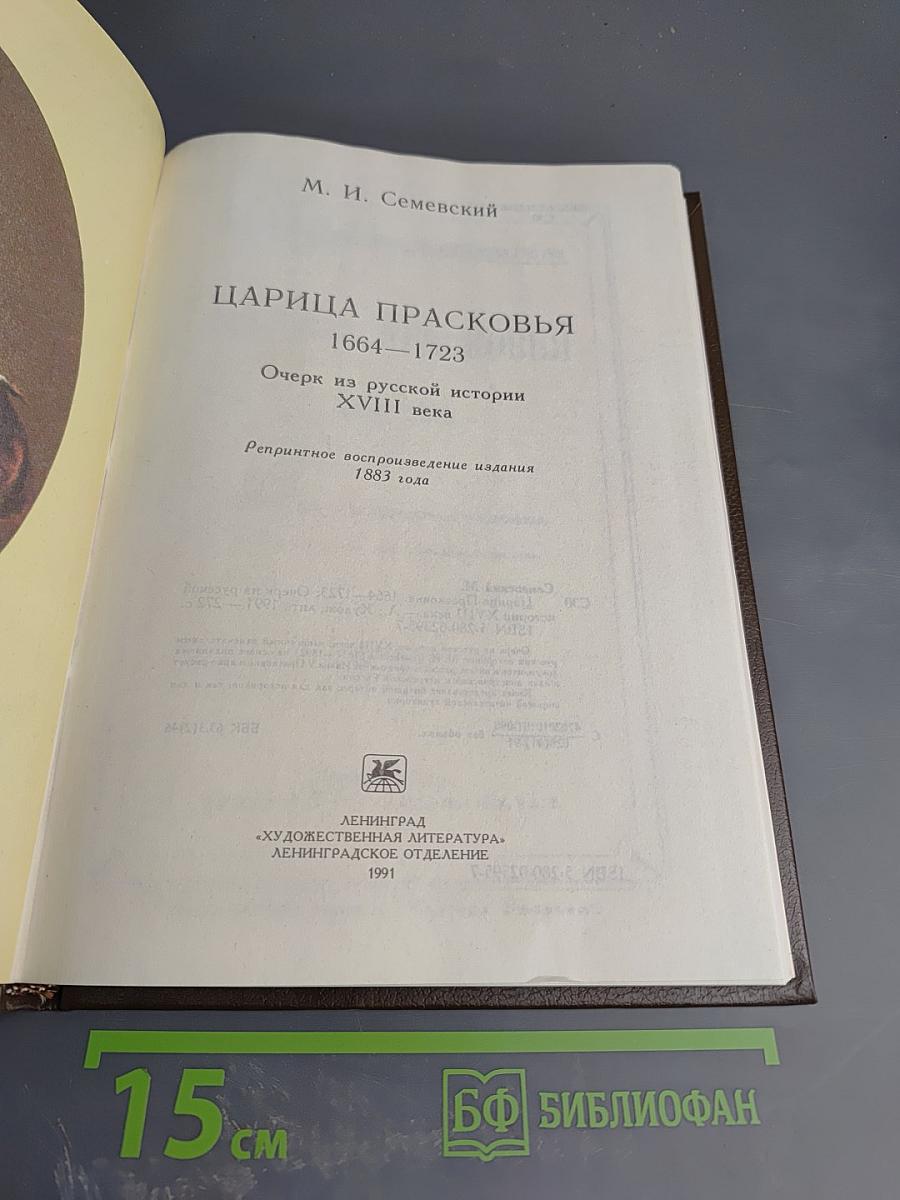 М. И. Семевский
ЦАРИЦА ПРАСКОВЬЯ
1664—1723
Очерк из русской истории
XVIII века
Репринтное воспроизведение издания
1883 года
ЛЕНИНГРАД
«ХУДОЖЕСТВЕННАЯ ЛИТЕРАТУРА»
ЛЕНИНГРАДСКОЕ ОТДЕЛЕНИЕ
1991
15 см
БФ БИБЛИОФАН